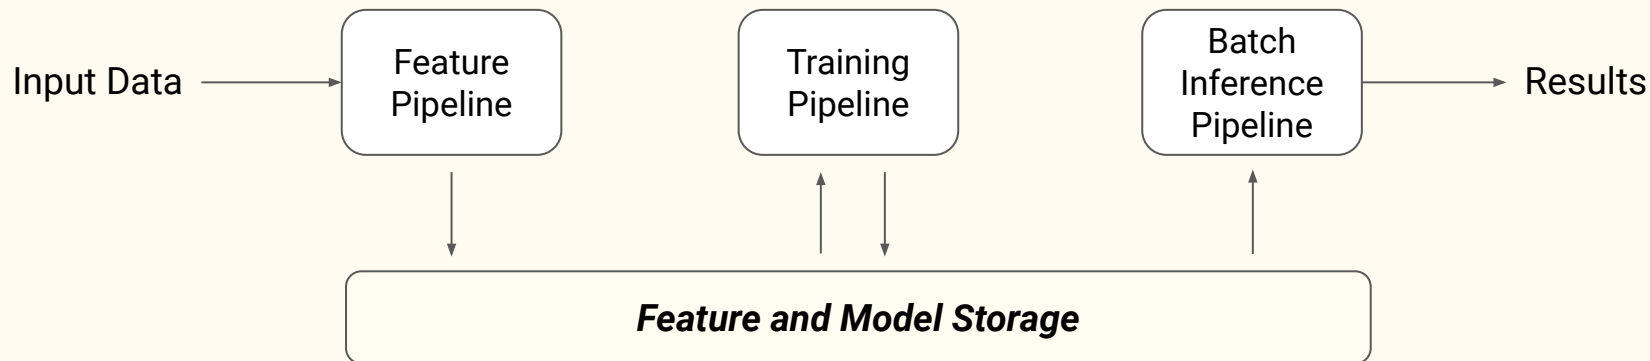 Input Data
Feature
Pipeline
Training
Pipeline
Batch
Inference
Pipeline
Results
Feature and Model Storage